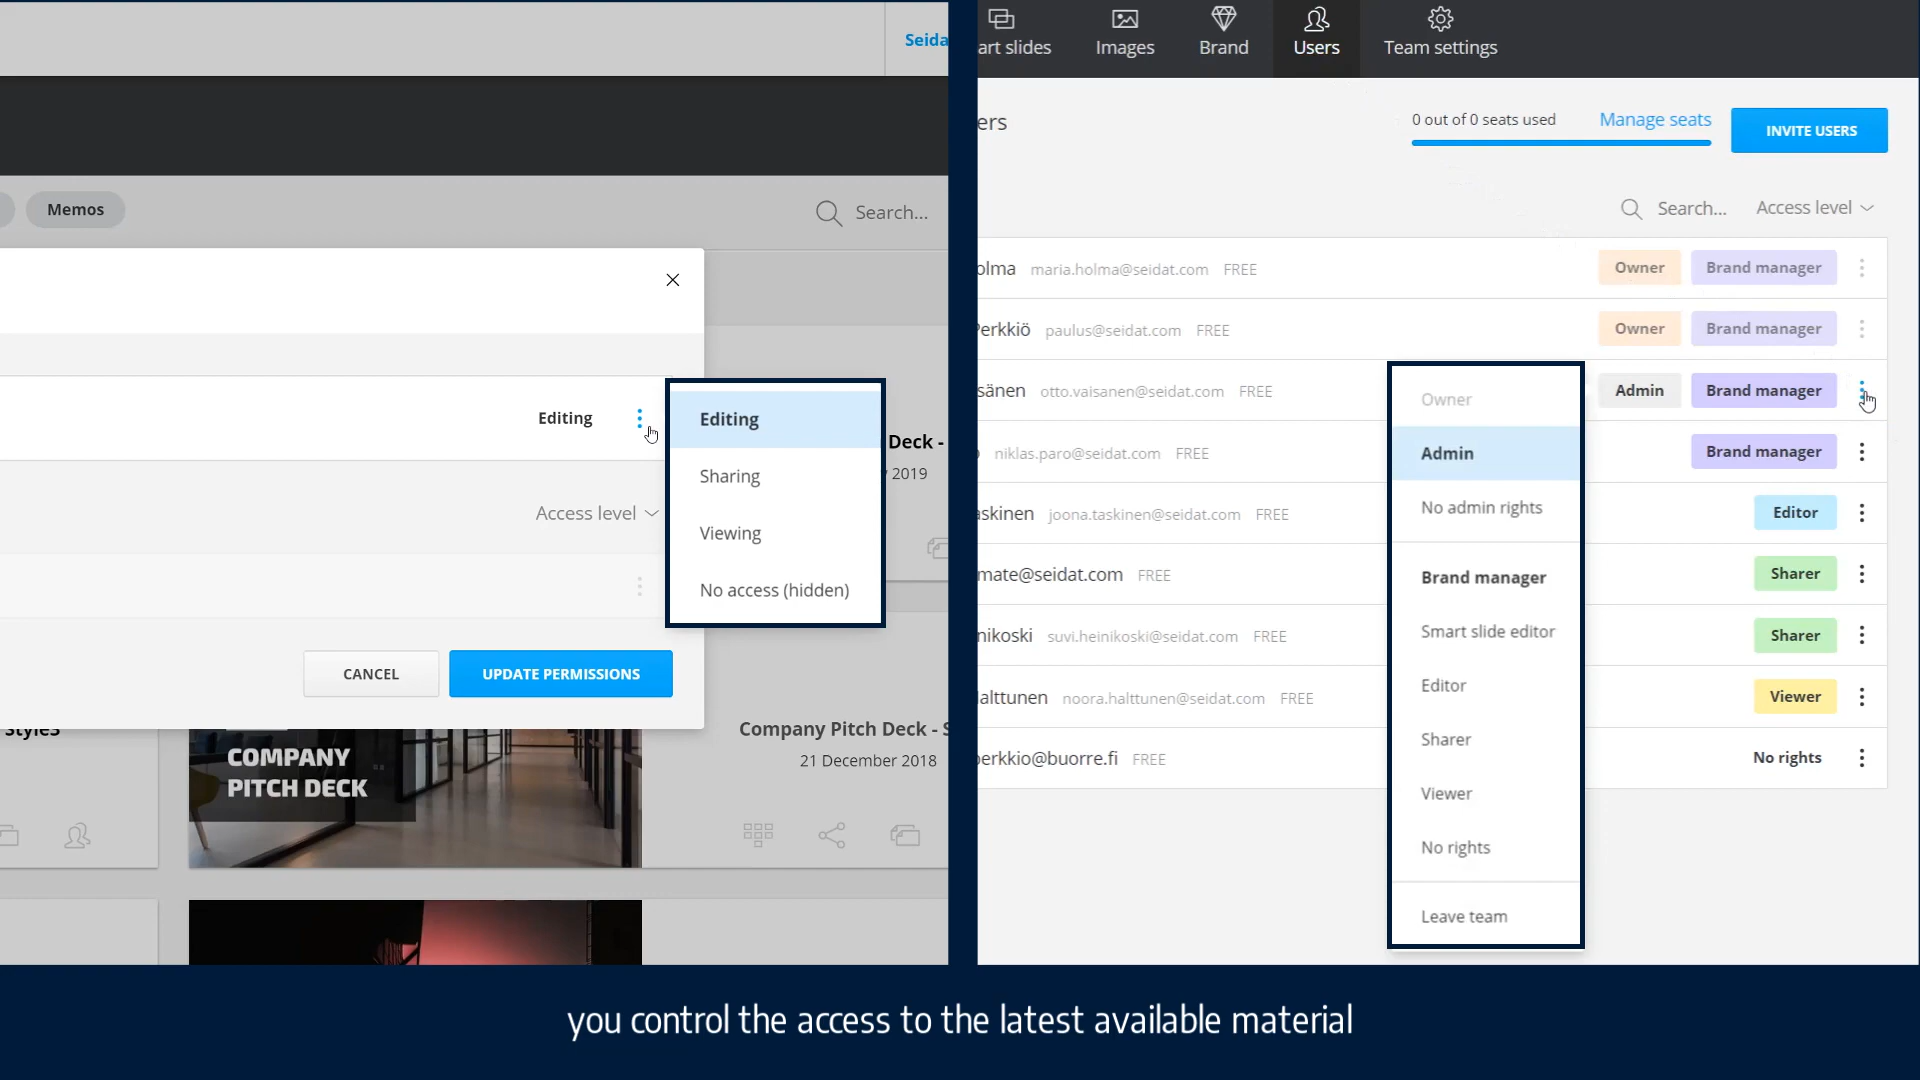 Seida
Memos
Search...
Editing
Access level
CANCEL
UPDATE PERMISSIONS
Editing
Sharing
Viewing
No access (hidden)
Deck -
2019
Style3
COMPANY
PITCH DECK
Company Pitch Deck - S
21 December 2018
art slides
Images
Brand
Users
Team settings
ers
0 out of 0 seats used
Manage seats
INVITE USERS
Search...
Access level
olma maria.holma@seidat.com FREE Owner Brand manager
Perkkiö paulus@seidat.com FREE Owner Brand manager
sänen otto.vaisanen@seidat.com FREE Admin Brand manager
niklas.paro@seidat.com FREE Brand manager
askinen joona.taskinen@seidat.com FREE Editor
mate@seidat.com FREE Sharer
nikoski suvi.heinikoski@seidat.com FREE Sharer
Halttunen noora.halttunen@seidat.com FREE Viewer
perkkio@buorre.fi FREE No rights
Owner
Admin
No admin rights
Brand manager
Smart slide editor
Editor
Sharer
Viewer
No rights
Leave team
you control the access to the latest available material